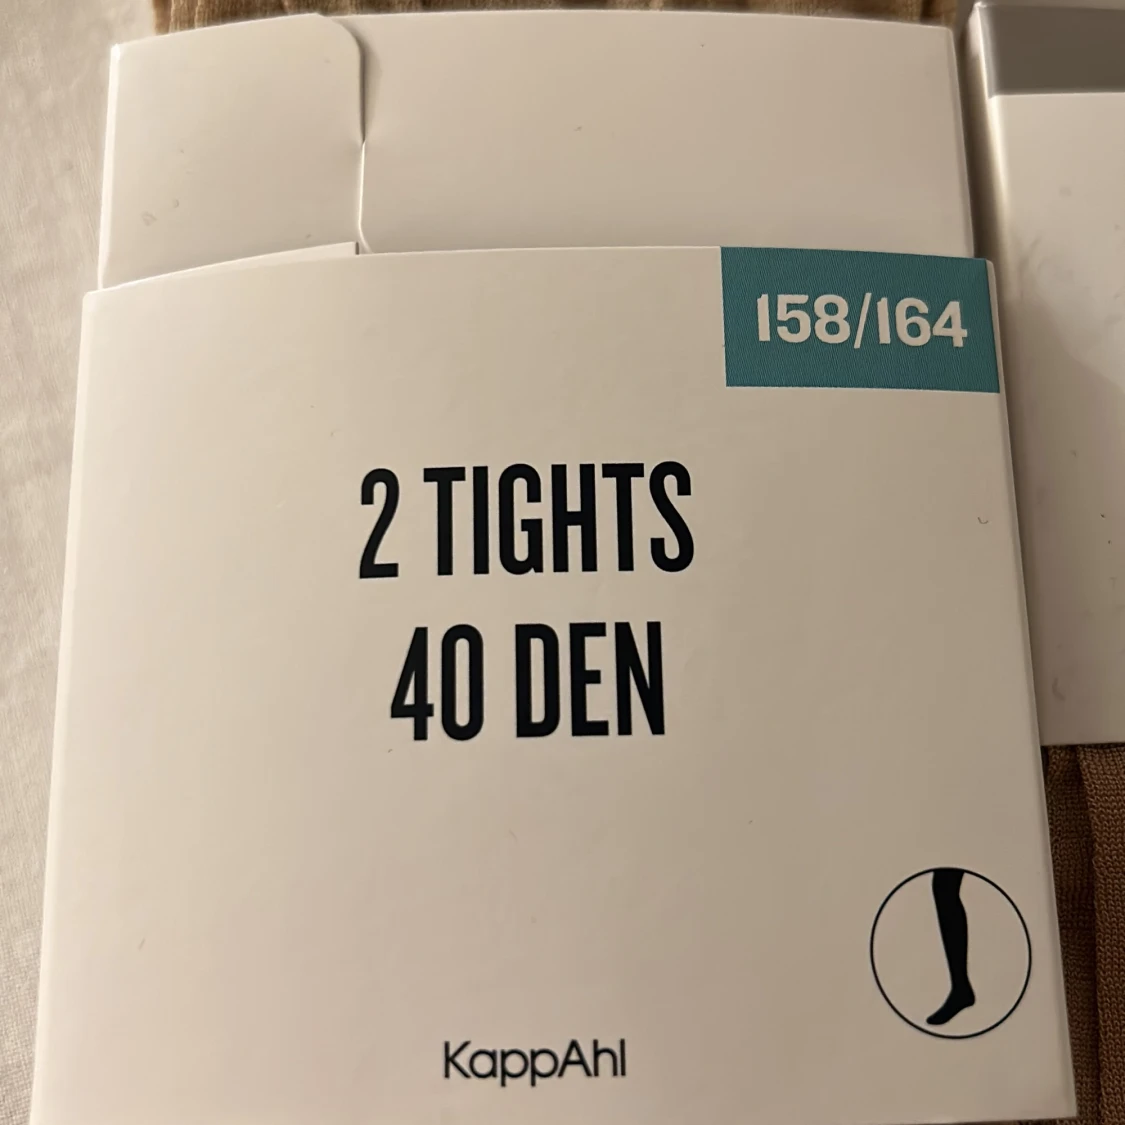 158/164
2 TIGHTS
40 DEN
KappAhl